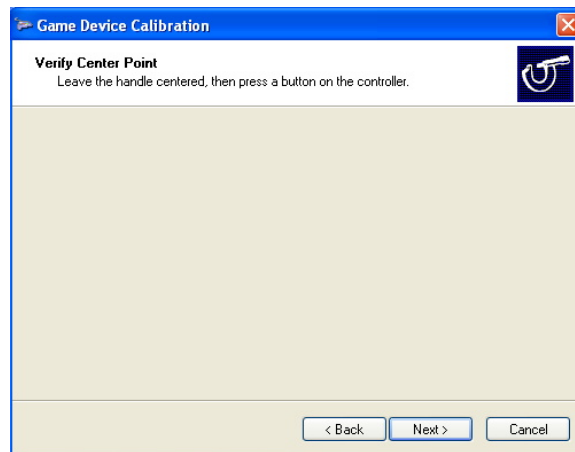 Game Device Calibration
Verify Center Point
Leave the handle centered, then press a button on the controller.
< Back Next > Cancel